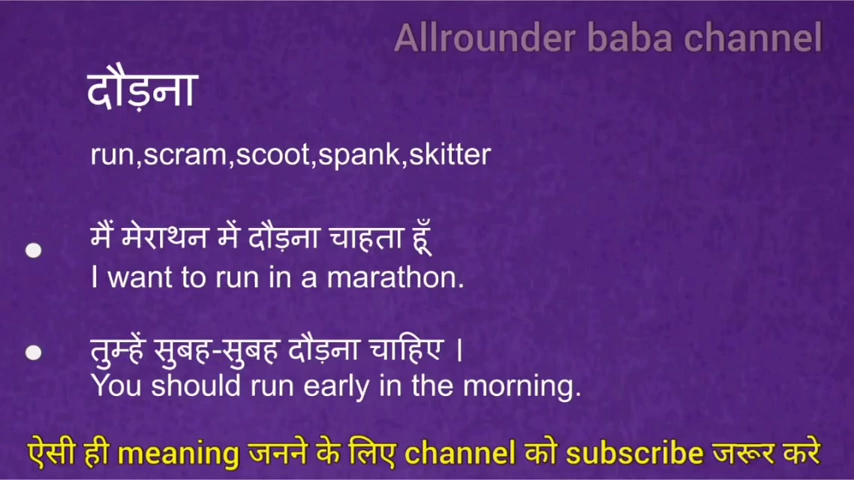 Allrounder baba channel
दौड़ना
run,scram,scoot,spank,skitter
मैं मेराथन में दौड़ना चाहता हूँ
I want to run in a marathon.
तुम्हें सुबह-सुबह दौड़ना चाहिए ।
You should run early in the morning.
ऐसी ही meaning जनने के लिए channel को subscribe जरूर करे